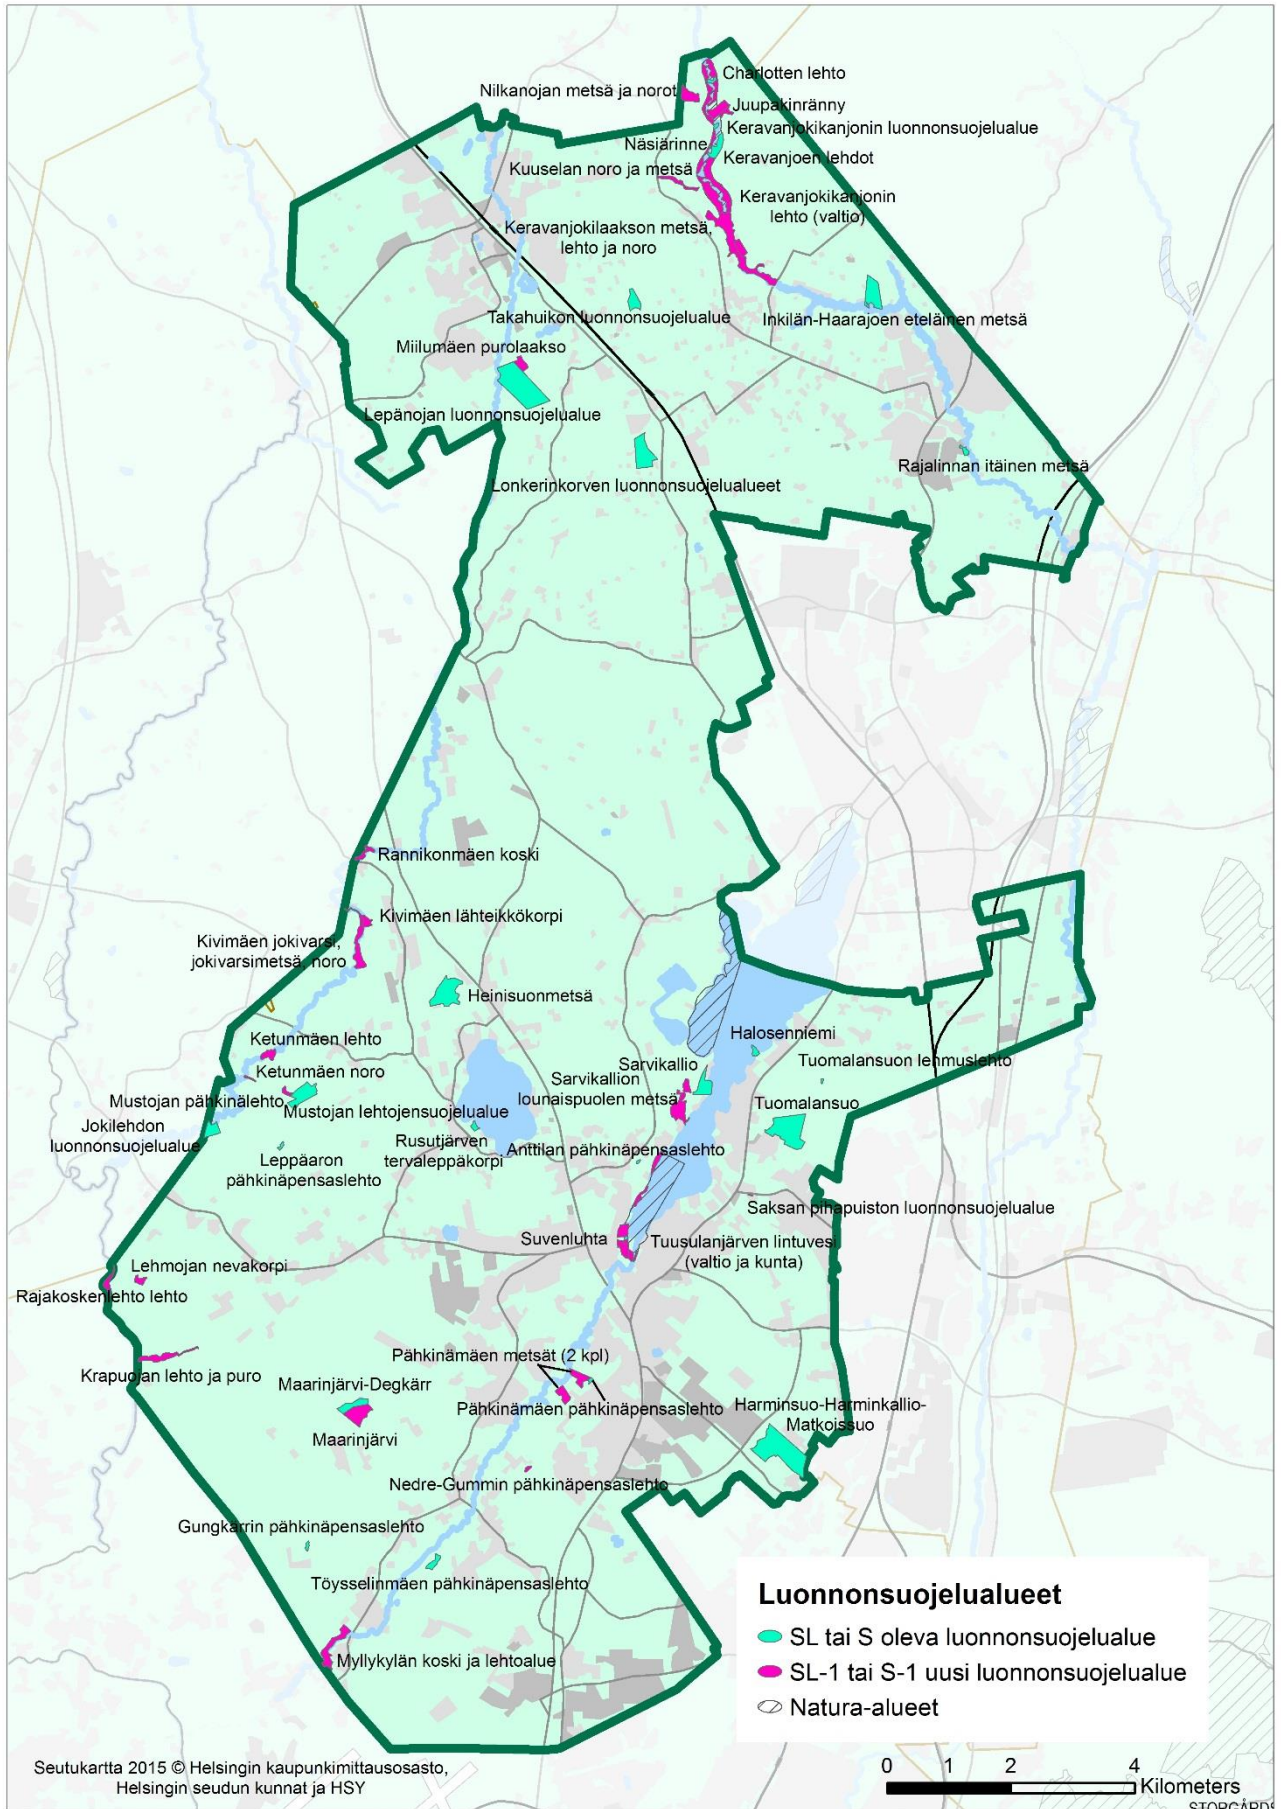 Charlotten lehto
Nilkanojan metsä ja norot
Juupakinränny
Keravanjokikanjonin luonnonsuojelualue
Näsiärinne
Keravanjoen lehdot
Kuuselan noro ja metsä
Keravanjokikanjonin
lehto (valtio)
Keravanjokilaakson metsä,
lehto ja noro
Takahuikon luonnonsuojelualue
Inkilän-Haarajoen eteläinen metsä
Miilumäen purolaakso
Lepänojan luonnonsuojelualue
Rajalinnan itäinen metsä
Lonkerinkorven luonnonsuojelualueet
Rannikonmäen koski
Kivimäen lähteikkökorpi
Kivimäen jokivarsi,
jokivarsimetsä, noro
Heinisuonmetsä
Halosenniemi
Ketunmäen lehto
Tuomalansuon lehmuslehto
Sarvikallio
Ketunmäen noro
Sarvikallion
lounaispuolen metsä
Mustojan pähkinälehto
Tuomalansuo
Mustojan lehtojensuojelualue
Jokilehdon
luonnonsuojelualue
Rusutjärven
tervaleppäkorpi
Anttilan pähkinäpensaslehto
Leppäaron
pähkinäpensaslehto
Saksan pihapuiston luonnonsuojelualue
Suvenluhta
Tuusulanjärven lintuvesi
(valtio ja kunta)
Lehmojan nevakorpi
Rajakoskenlehto lehto
Pähkinämäen metsät (2 kpl)
Krapuojan lehto ja puro
Maarinjärvi-Degkärr
Pähkinämäen pähkinäpensaslehto
Harminsuo-Harminkallio-
Matkoissuo
Maarinjärvi
Nedre-Gummin pähkinäpensaslehto
Gungkärrin pähkinäpensaslehto
Töysselinmäen pähkinäpensaslehto
Myllykylän koski ja lehtoalue
Luonnonsuojelualueet
SL tai S oleva luonnonsuojelualue
SL-1 tai S-1 uusi luonnonsuojelualue
Natura-alueet
Seutukartta 2015 © Helsingin kaupunkimittausosasto,
Helsingin seudun kunnat ja HSY
0 1 2 4
Kilometers
STORGÅRDS